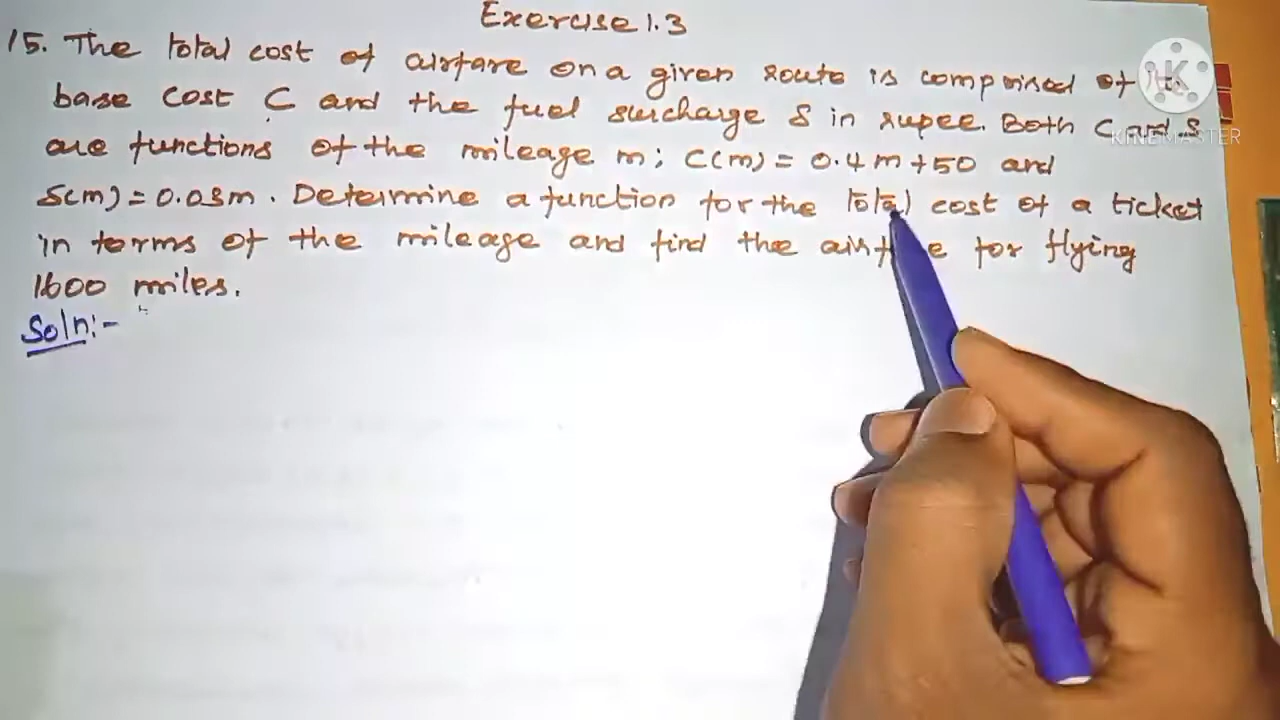 Exercise 1.3
15. The total cost of airfare on a given route is comprised of
base cost C and the fuel surcharge S in rupee. Both C and S
are functions of the mileage m; C(m) = 0.4m+50 and
S(m) = 0.03m. Determine a function for the total cost of a ticket
in terms of the mileage and find the for flying
1600 miles.
Soln:-
KINEMASTER